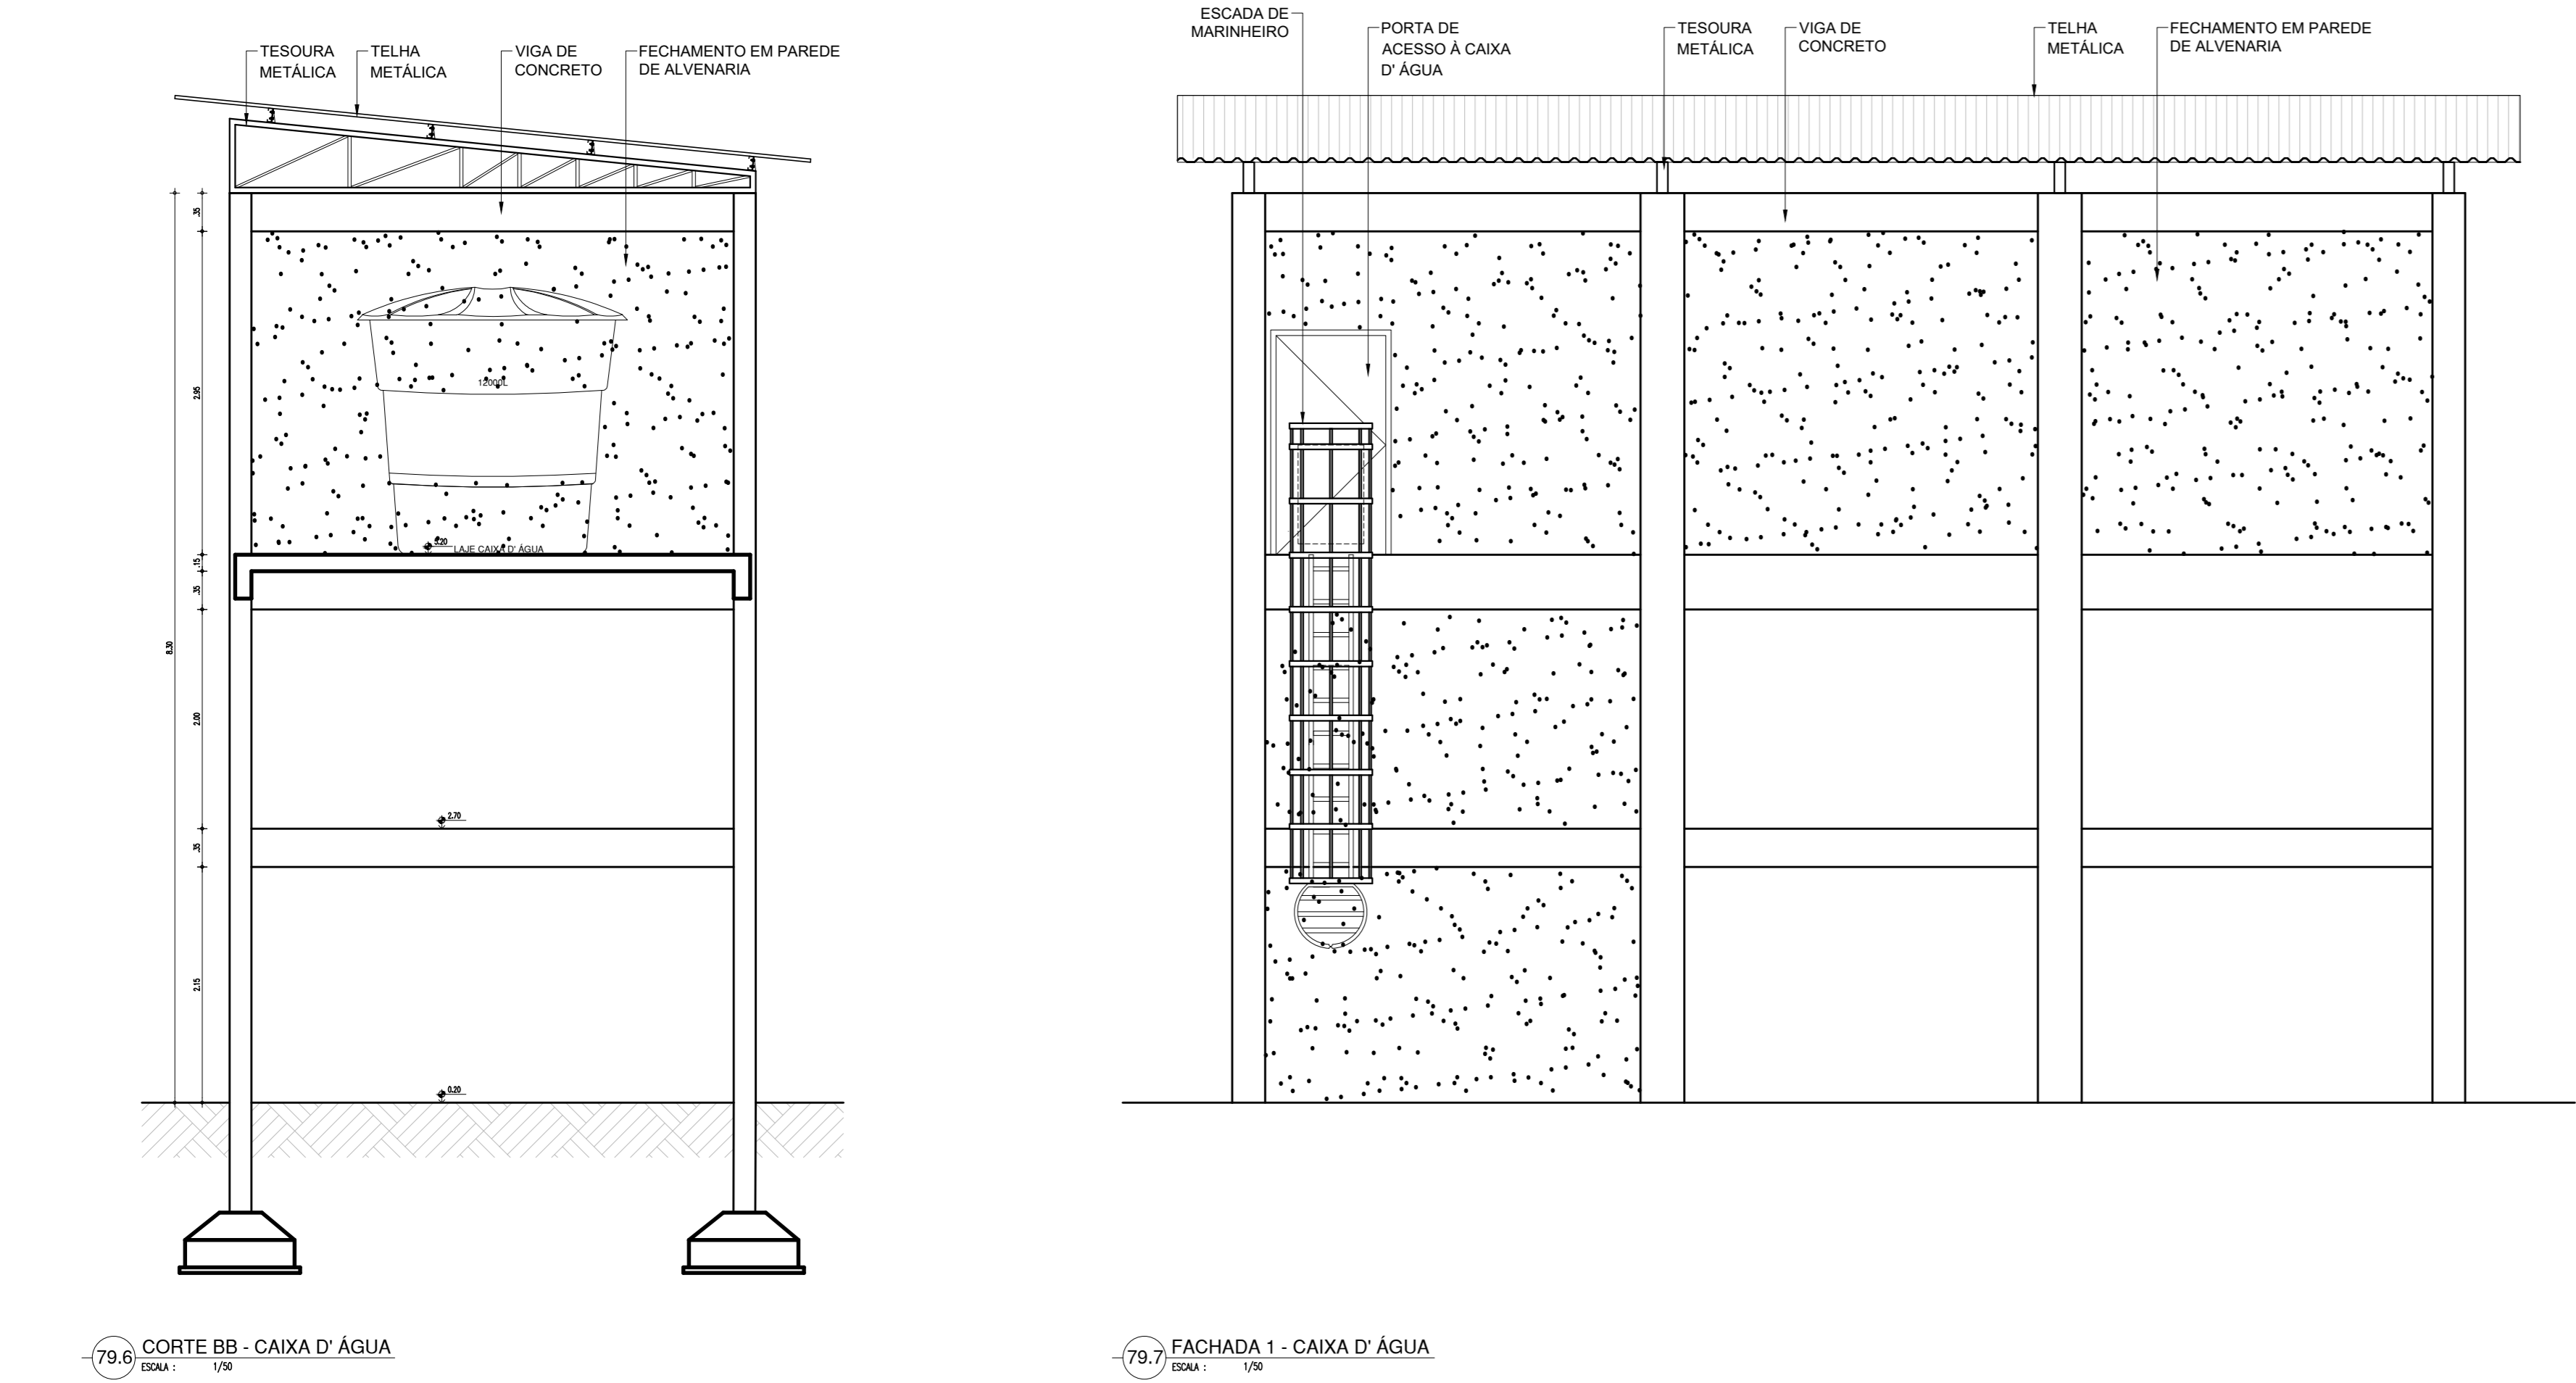 TESOURA
METÁLICA
TELHA
METÁLICA
VIGA DE
CONCRETO
FECHAMENTO EM PAREDE
DE ALVENARIA
.35
2.95
12000L
5.20
LAJE CAIXA D' ÁGUA
.15
.35
8.30
2.00
2.70
.35
2.15
0.20
79.6
CORTE BB - CAIXA D' ÁGUA
ESCALA : 1/50
ESCADA DE
MARINHEIRO
PORTA DE
ACESSO À CAIXA
D' ÁGUA
TESOURA
METÁLICA
VIGA DE
CONCRETO
TELHA
METÁLICA
FECHAMENTO EM PAREDE
DE ALVENARIA
79.7
FACHADA 1 - CAIXA D' ÁGUA
ESCALA : 1/50